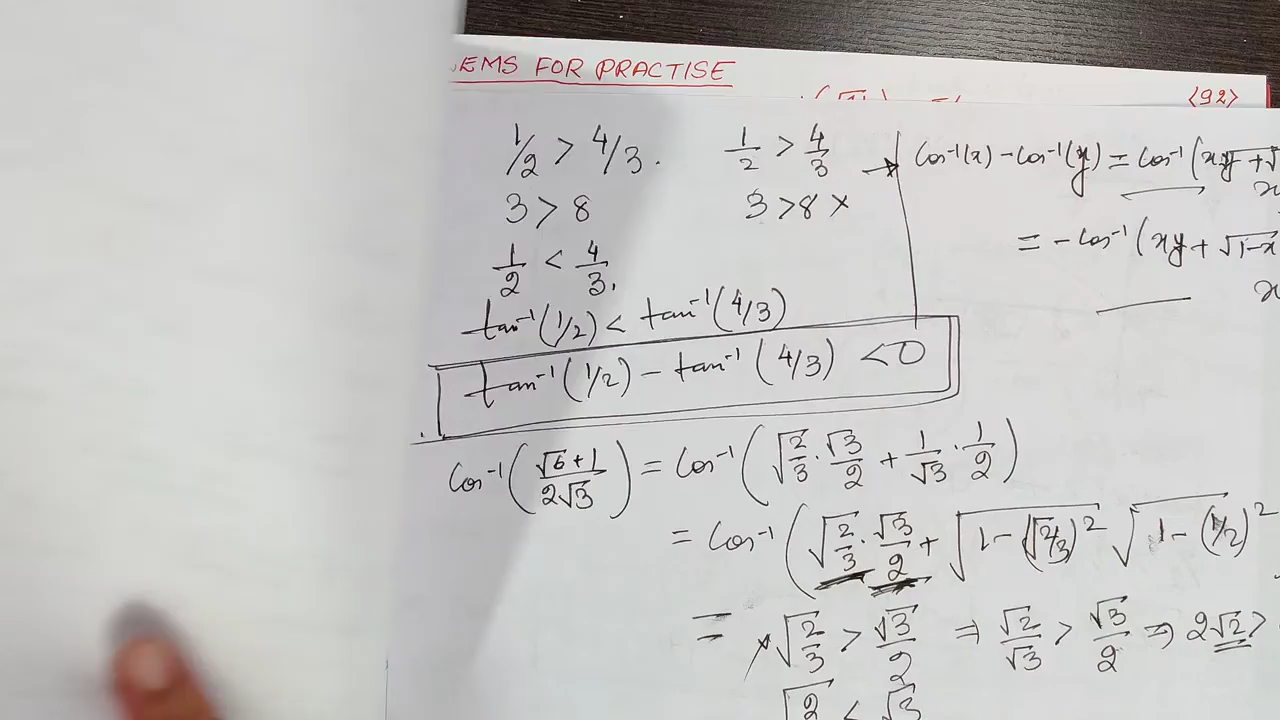 EMS FOR PRACTISE
<92>
1/2 > 4/3.
3 > 8
1/2 < 4/3.
tan⁻¹(1/2) < tan⁻¹(4/3)
tan⁻¹(1/2) − tan⁻¹(4/3) < 0
1/2 > 4/3
3 > 8 ×
Cos⁻¹(x) − Cos⁻¹(y) = Cos⁻¹(xy + √
x
= − Cos⁻¹(xy + √1−x
x
Cos⁻¹((√6 + 1)/(2√3)) = Cos⁻¹(√(2/3) · √3/2 + 1/√3 · 1/2)
= Cos⁻¹(√(2/3) · √3/2 + √(1 − (√2/3)²) √(1 − (1/2)²
= √(2/3) > √3/2 ⇒ √2/√3 > √3/2 ⇒ 2√2 >
√2 < √3